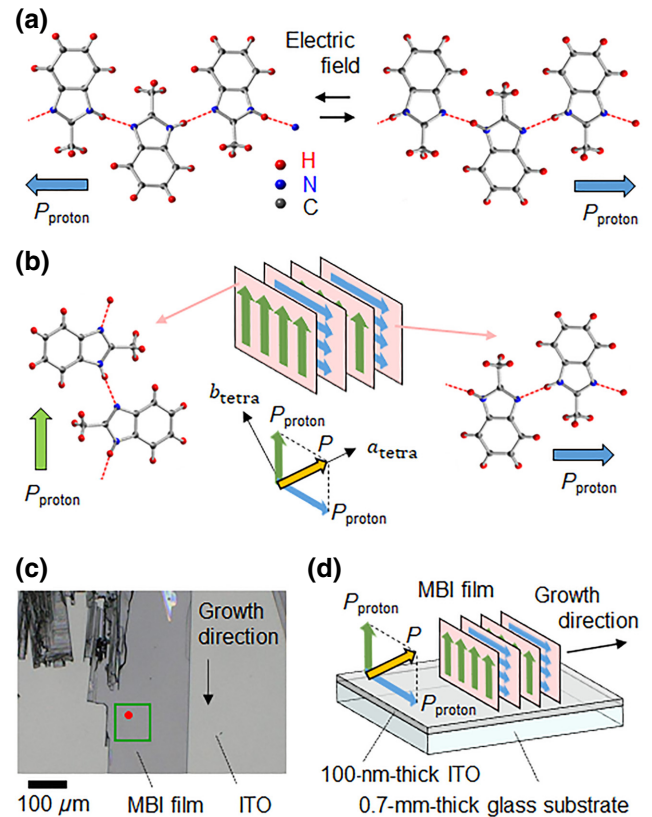 (a)
Electric
field
H
N
C
Pproton
Pproton
(b)
btetra
Pproton
P
atetra
Pproton
Pproton
Pproton
(c)
Growth
direction
100 μm
MBI film
ITO
(d)
MBI film
Growth
direction
Pproton
P
Pproton
100-nm-thick ITO
0.7-mm-thick glass substrate